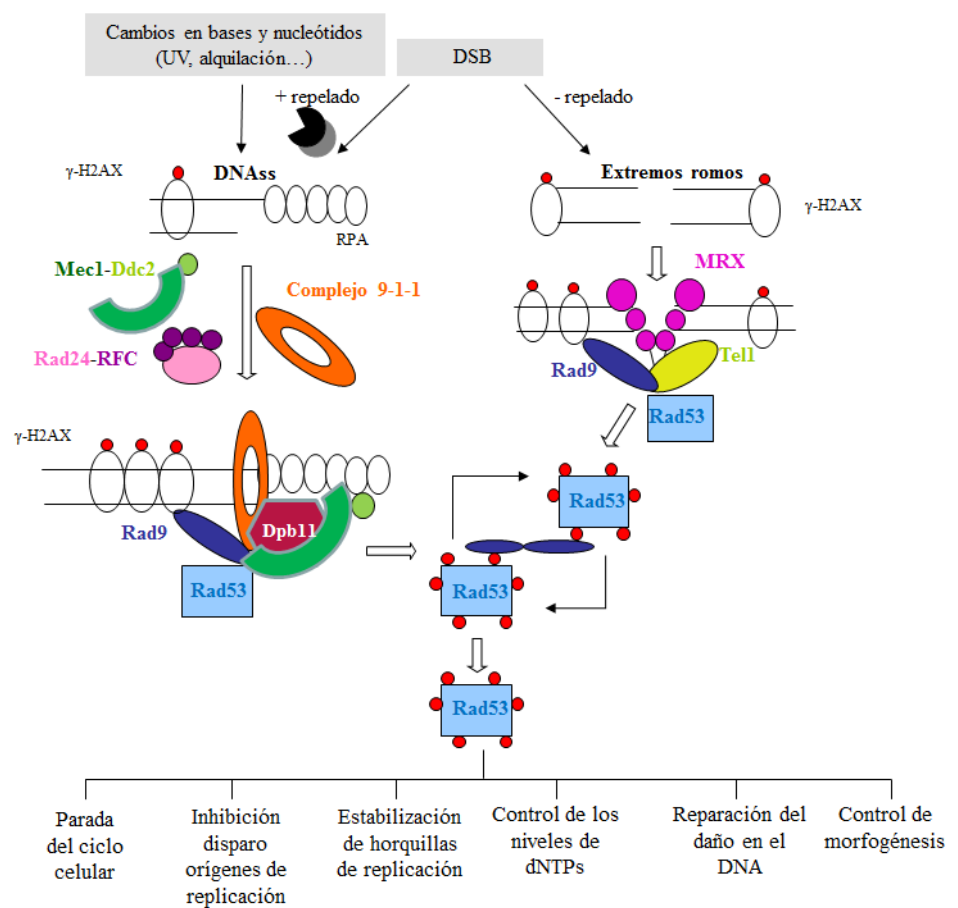 Cambios en bases y nucleótidos
(UV, alquilación…)
DSB
+ repelado
- repelado
γ-H2AX
DNAss
RPA
Extremos romos
γ-H2AX
Mec1-Ddc2
Complejo 9-1-1
Rad24-RFC
MRX
Rad9
Tel1
Rad53
γ-H2AX
Rad9
Dpb11
Rad53
Rad53
Rad53
Rad53
Parada
del ciclo
celular
Inhibición
disparo
orígenes de
replicación
Estabilización
de horquillas
de replicación
Control de los
niveles de
dNTPs
Reparación del
daño en el
DNA
Control de
morfogénesis